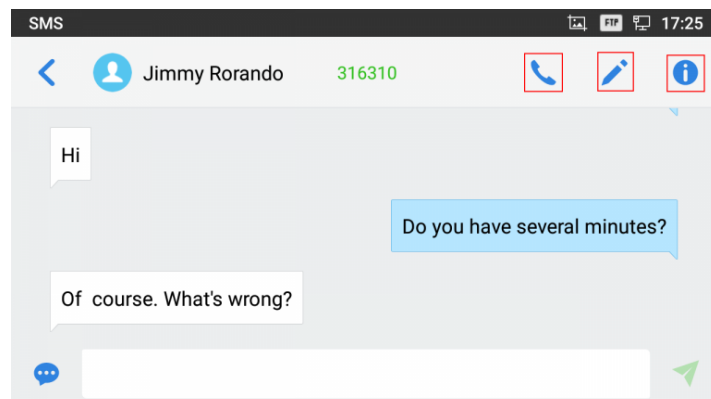 SMS FTP 17:25
Jimmy Rorando 316310
Hi
Do you have several minutes?
Of course. What's wrong?